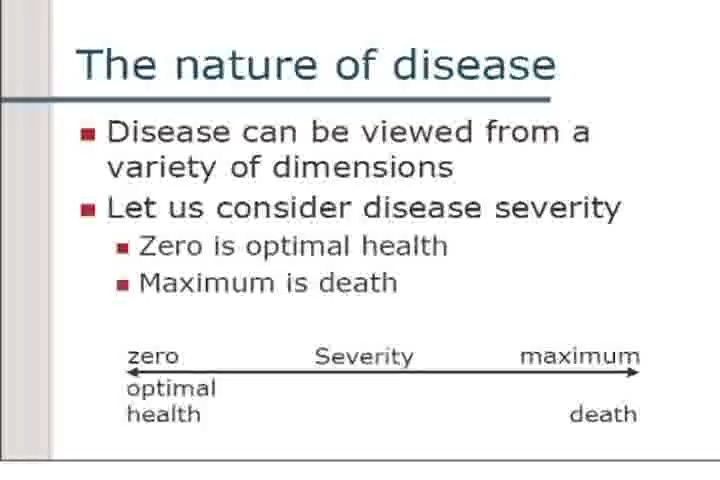 The nature of disease
Disease can be viewed from a
variety of dimensions
Let us consider disease severity
Zero is optimal health
Maximum is death
zero Severity maximum
optimal
health death